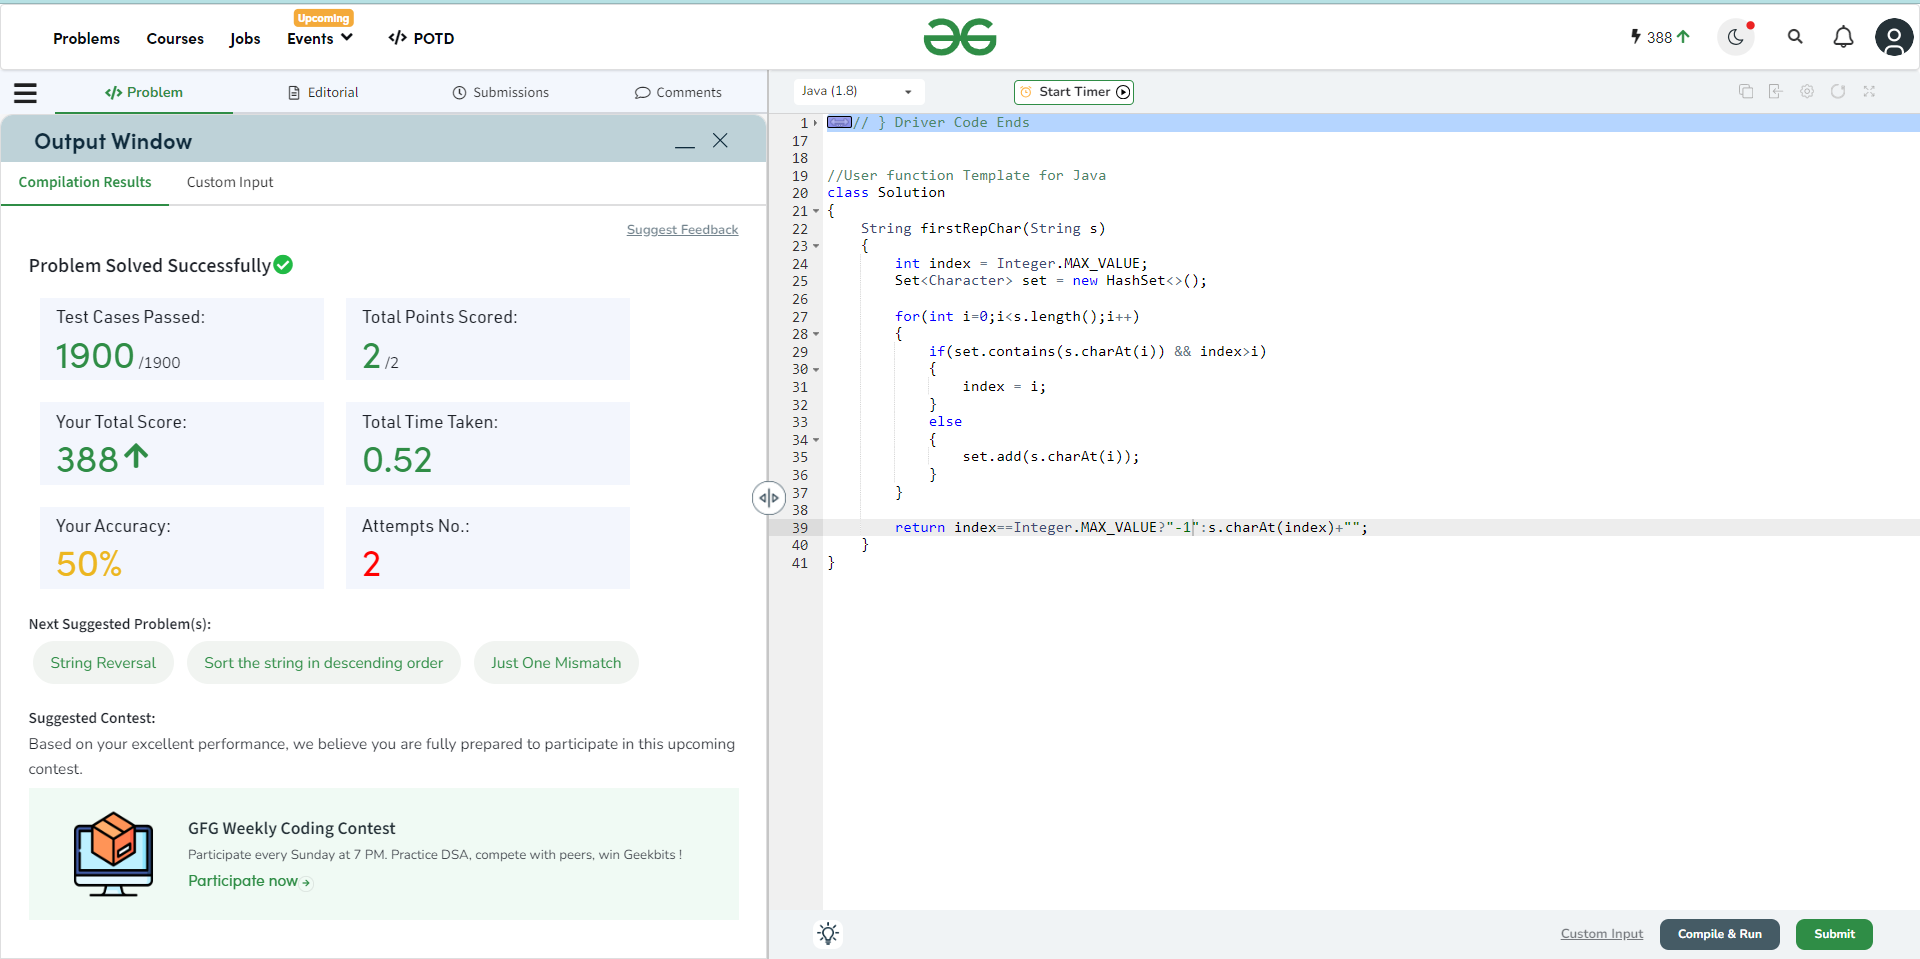 Problems Courses Jobs Upcoming Events POTD
388
Problem Editorial Submissions Comments
Java (1.8) Start Timer
Output Window
Compilation Results Custom Input
Suggest Feedback
Problem Solved Successfully
Test Cases Passed: Total Points Scored:
1900 /1900 2 /2
Your Total Score: Total Time Taken:
388 0.52
Your Accuracy: Attempts No.:
50% 2
Next Suggested Problem(s):
String Reversal Sort the string in descending order Just One Mismatch
Suggested Contest:
Based on your excellent performance, we believe you are fully prepared to participate in this upcoming
contest.
GFG Weekly Coding Contest
Participate every Sunday at 7 PM. Practice DSA, compete with peers, win Geekbits !
Participate now
1 // } Driver Code Ends
17
18
19 //User function Template for Java
20 class Solution
21 {
22 String firstRepChar(String s)
23 {
24 int index = Integer.MAX_VALUE;
25 Set<Character> set = new HashSet<>();
26
27 for(int i=0;i<s.length();i++)
28 {
29 if(set.contains(s.charAt(i)) && index>i)
30 {
31 index = i;
32 }
33 else
34 {
35 set.add(s.charAt(i));
36 }
37 }
38
39 return index==Integer.MAX_VALUE?"-1":s.charAt(index)+"";
40 }
41 }
Custom Input Compile & Run Submit